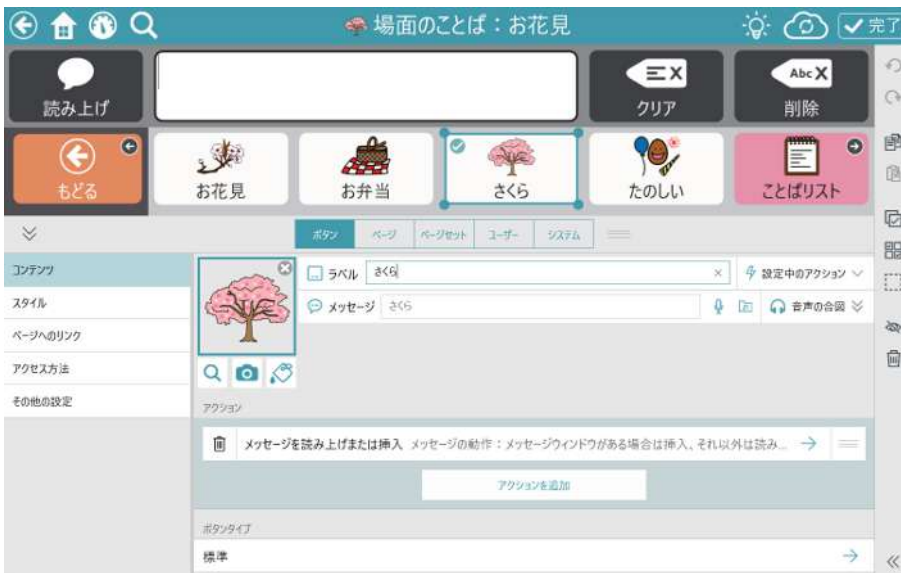 場面のことば：お花見
完了
読み上げ
クリア
Abc
削除
もどる
お花見
お弁当
さくら
たのしい
ことばリスト
ボタン
ページ
ページセット
ユーザー
システム
コンテンツ
スタイル
ページへのリンク
アクセス方法
その他の設定
ラベル
さくら
設定中のアクション
メッセージ
さくら
音声の合図
アクション
メッセージを読み上げまたは挿入 メッセージの動作：メッセージウィンドウがある場合は挿入、それ以外は読み...
アクションを追加
ボタンタイプ
標準